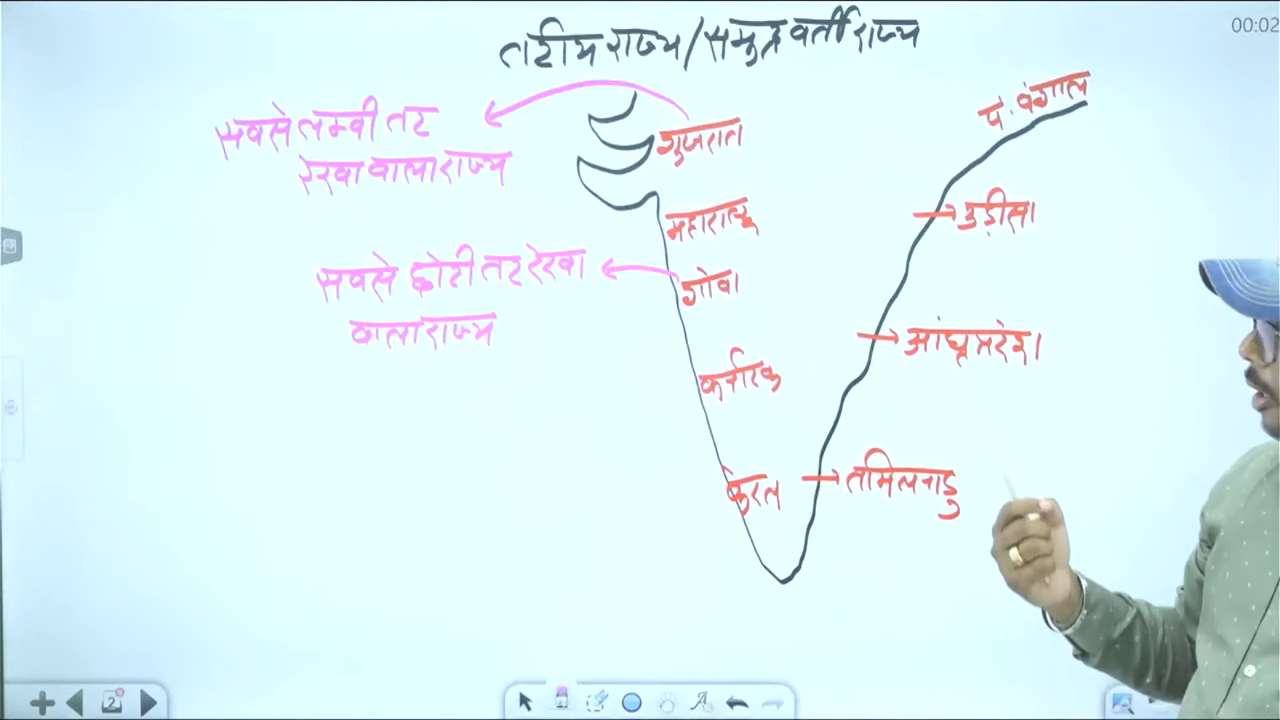 तटीय राज्य/समुद्रवर्ती राज्य
00:02
सबसे लम्बी तट
रेखा वाला राज्य
गुजरात
प. बंगाल
महाराष्ट्र
उड़ीसा
सबसे छोटी तट रेखा
वाला राज्य
गोवा
आंध्रप्रदेश
कर्नाटक
केरल
तमिलनाडु
2